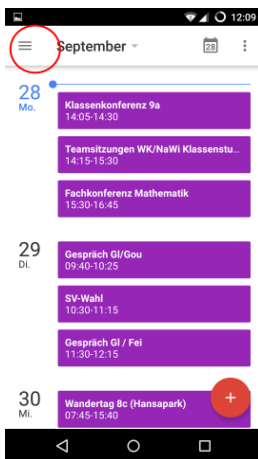 12:09
September
28
28
Mo.
Klassenkonferenz 9a
14:05-14:30
Teamsitzungen WK/NaWi Klassenstu...
14:15-15:30
Fachkonferenz Mathematik
15:30-16:45
29
Di.
Gespräch Gl/Gou
09:40-10:25
SV-Wahl
10:30-11:15
Gespräch Gl / Fei
11:30-12:15
30
Mi.
Wandertag 8c (Hansapark)
07:45-15:40